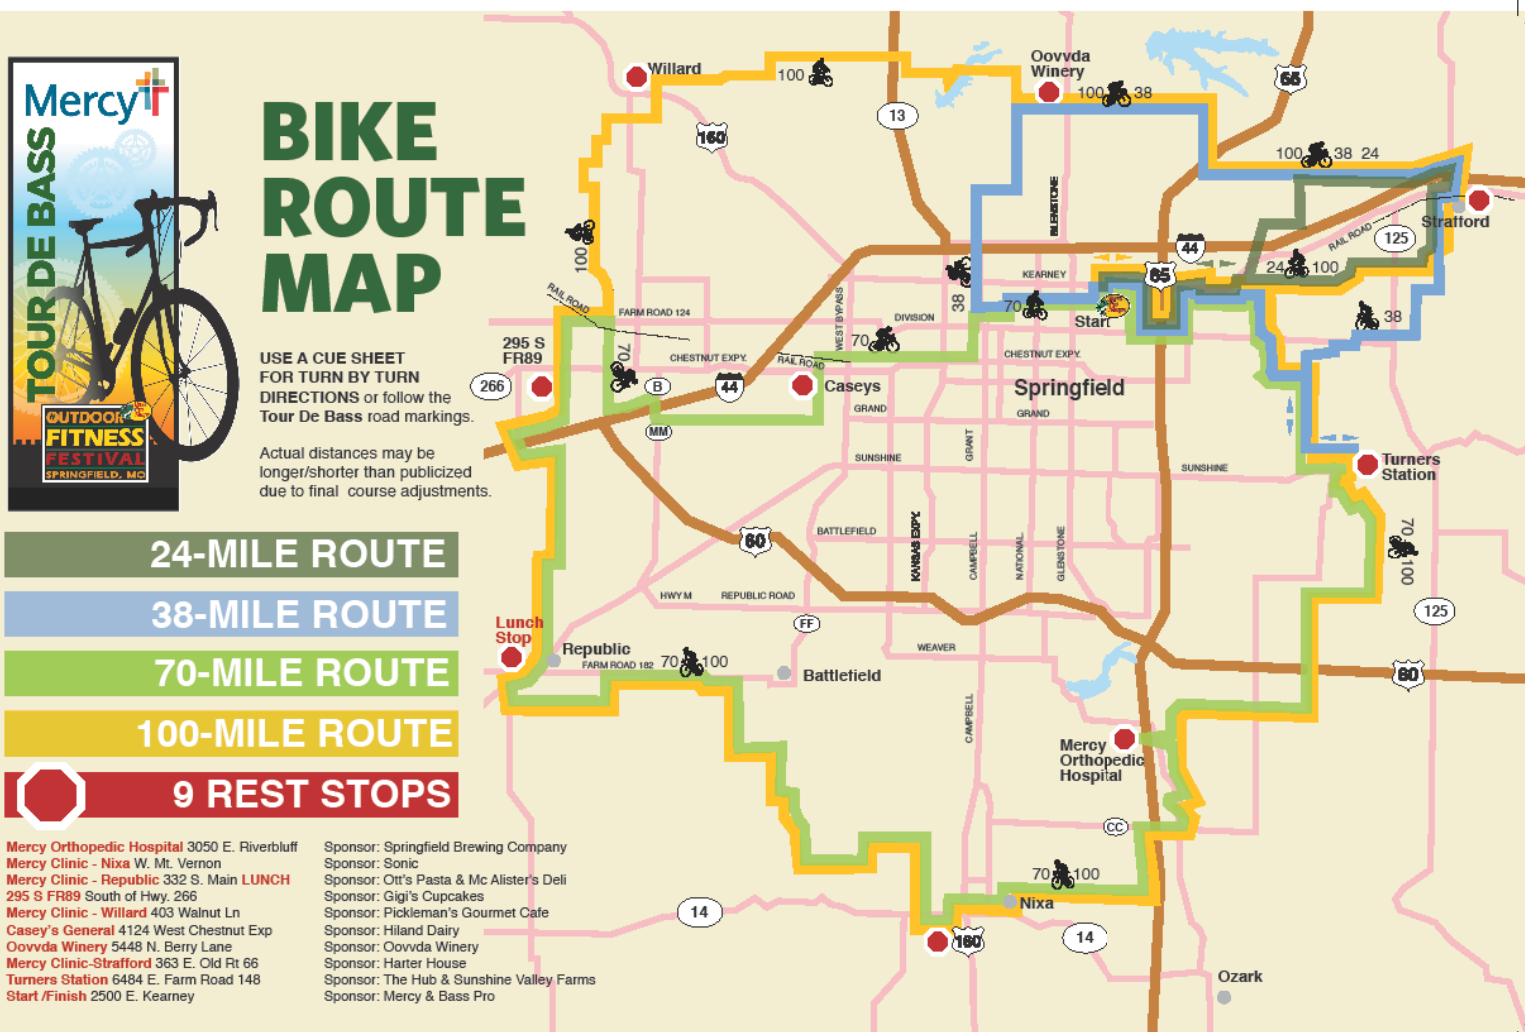 Mercy
TOUR DE BASS
OUTDOOR
FITNESS
FESTIVAL
SPRINGFIELD, MO
BIKE
ROUTE
MAP
USE A CUE SHEET
FOR TURN BY TURN
DIRECTIONS or follow the
Tour De Bass road markings.
Actual distances may be
longer/shorter than publicized
due to final course adjustments.
24-MILE ROUTE
38-MILE ROUTE
70-MILE ROUTE
100-MILE ROUTE
9 REST STOPS
Mercy Orthopedic Hospital 3050 E. Riverbluff
Mercy Clinic - Nixa W. Mt. Vernon
Mercy Clinic - Republic 332 S. Main LUNCH
295 S FR89 South of Hwy. 266
Mercy Clinic - Willard 403 Walnut Ln
Casey's General 4124 West Chestnut Exp
Oovvda Winery 5448 N. Berry Lane
Mercy Clinic-Strafford 363 E. Old Rt 66
Turners Station 6484 E. Farm Road 148
Start /Finish 2500 E. Kearney
Sponsor: Springfield Brewing Company
Sponsor: Sonic
Sponsor: Ott's Pasta & Mc Alister's Deli
Sponsor: Gigi's Cupcakes
Sponsor: Pickleman's Gourmet Cafe
Sponsor: Hiland Dairy
Sponsor: Oovvda Winery
Sponsor: Harter House
Sponsor: The Hub & Sunshine Valley Farms
Sponsor: Mercy & Bass Pro
Willard
100
Oovvda
Winery
100 38
65
13
160
100 38 24
BLENSTONE
Strafford
RAIL ROAD
125
44
100
65
24 100
KEARNEY
38
RAIL ROAD
FARM ROAD 124
WEST BYPASS
DIVISION
70
Start
38
295 S
FR89
70
70
CHESTNUT EXPY.
RAIL ROAD
CHESTNUT EXPY.
266
B
44
Caseys
Springfield
GRAND
GRAND
MM
GRANT
SUNSHINE
SUNSHINE
Turners
Station
60
BATTLEFIELD
KANSAS EXPY.
CAMPBELL
NATIONAL
GLENSTONE
70
100
HWY M
REPUBLIC ROAD
125
FF
Lunch
Stop
Republic
FARM ROAD 182
70 100
WEAVER
Battlefield
60
CAMPBELL
Mercy
Orthopedic
Hospital
CC
70 100
Nixa
14
160
14
Ozark